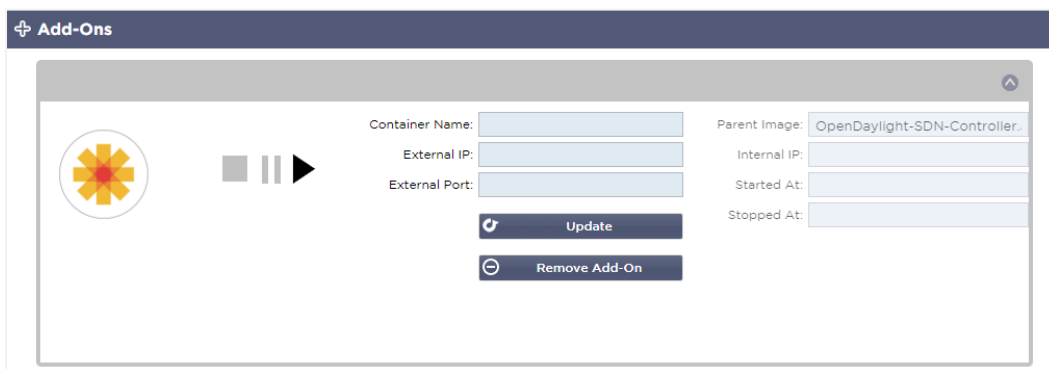 Add-Ons
Container Name:
External IP:
External Port:
Update
Remove Add-On
Parent Image: OpenDaylight-SDN-Controller.
Internal IP:
Started At:
Stopped At: